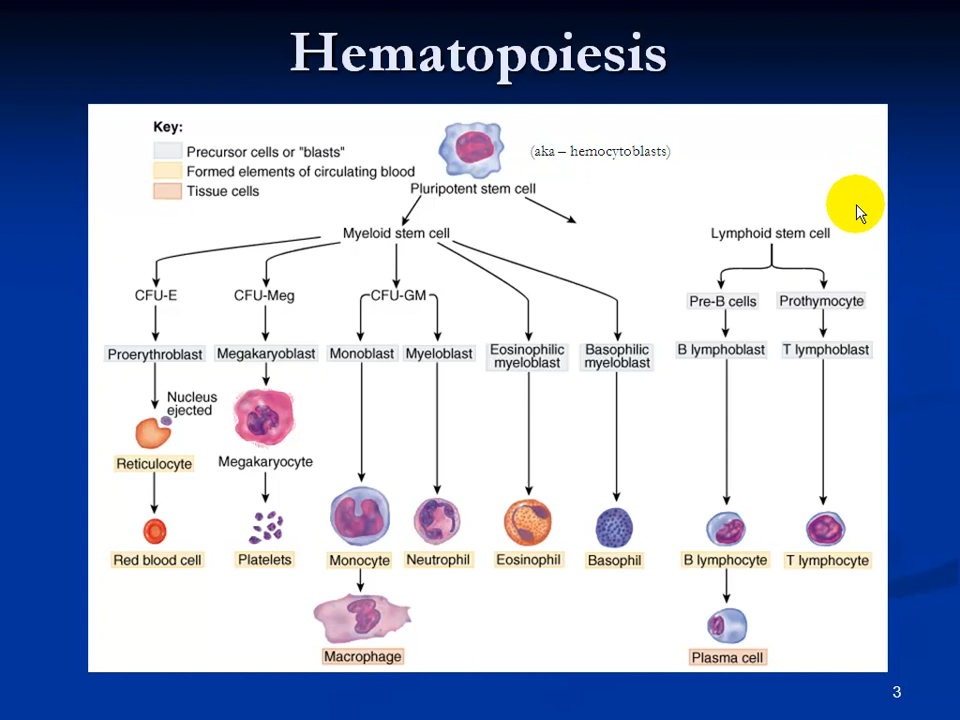 Hematopoiesis
Key:
Precursor cells or "blasts"
Formed elements of circulating blood
Tissue cells
(aka – hemocytoblasts)
Pluripotent stem cell
Myeloid stem cell
Lymphoid stem cell
CFU-E
CFU-Meg
CFU-GM
Pre-B cells
Prothymocyte
Proerythroblast
Megakaryoblast
Monoblast
Myeloblast
Eosinophilic
myeloblast
Basophilic
myeloblast
B lymphoblast
T lymphoblast
Nucleus
ejected
Reticulocyte
Megakaryocyte
Red blood cell
Platelets
Monocyte
Neutrophil
Eosinophil
Basophil
B lymphocyte
T lymphocyte
Macrophage
Plasma cell
3